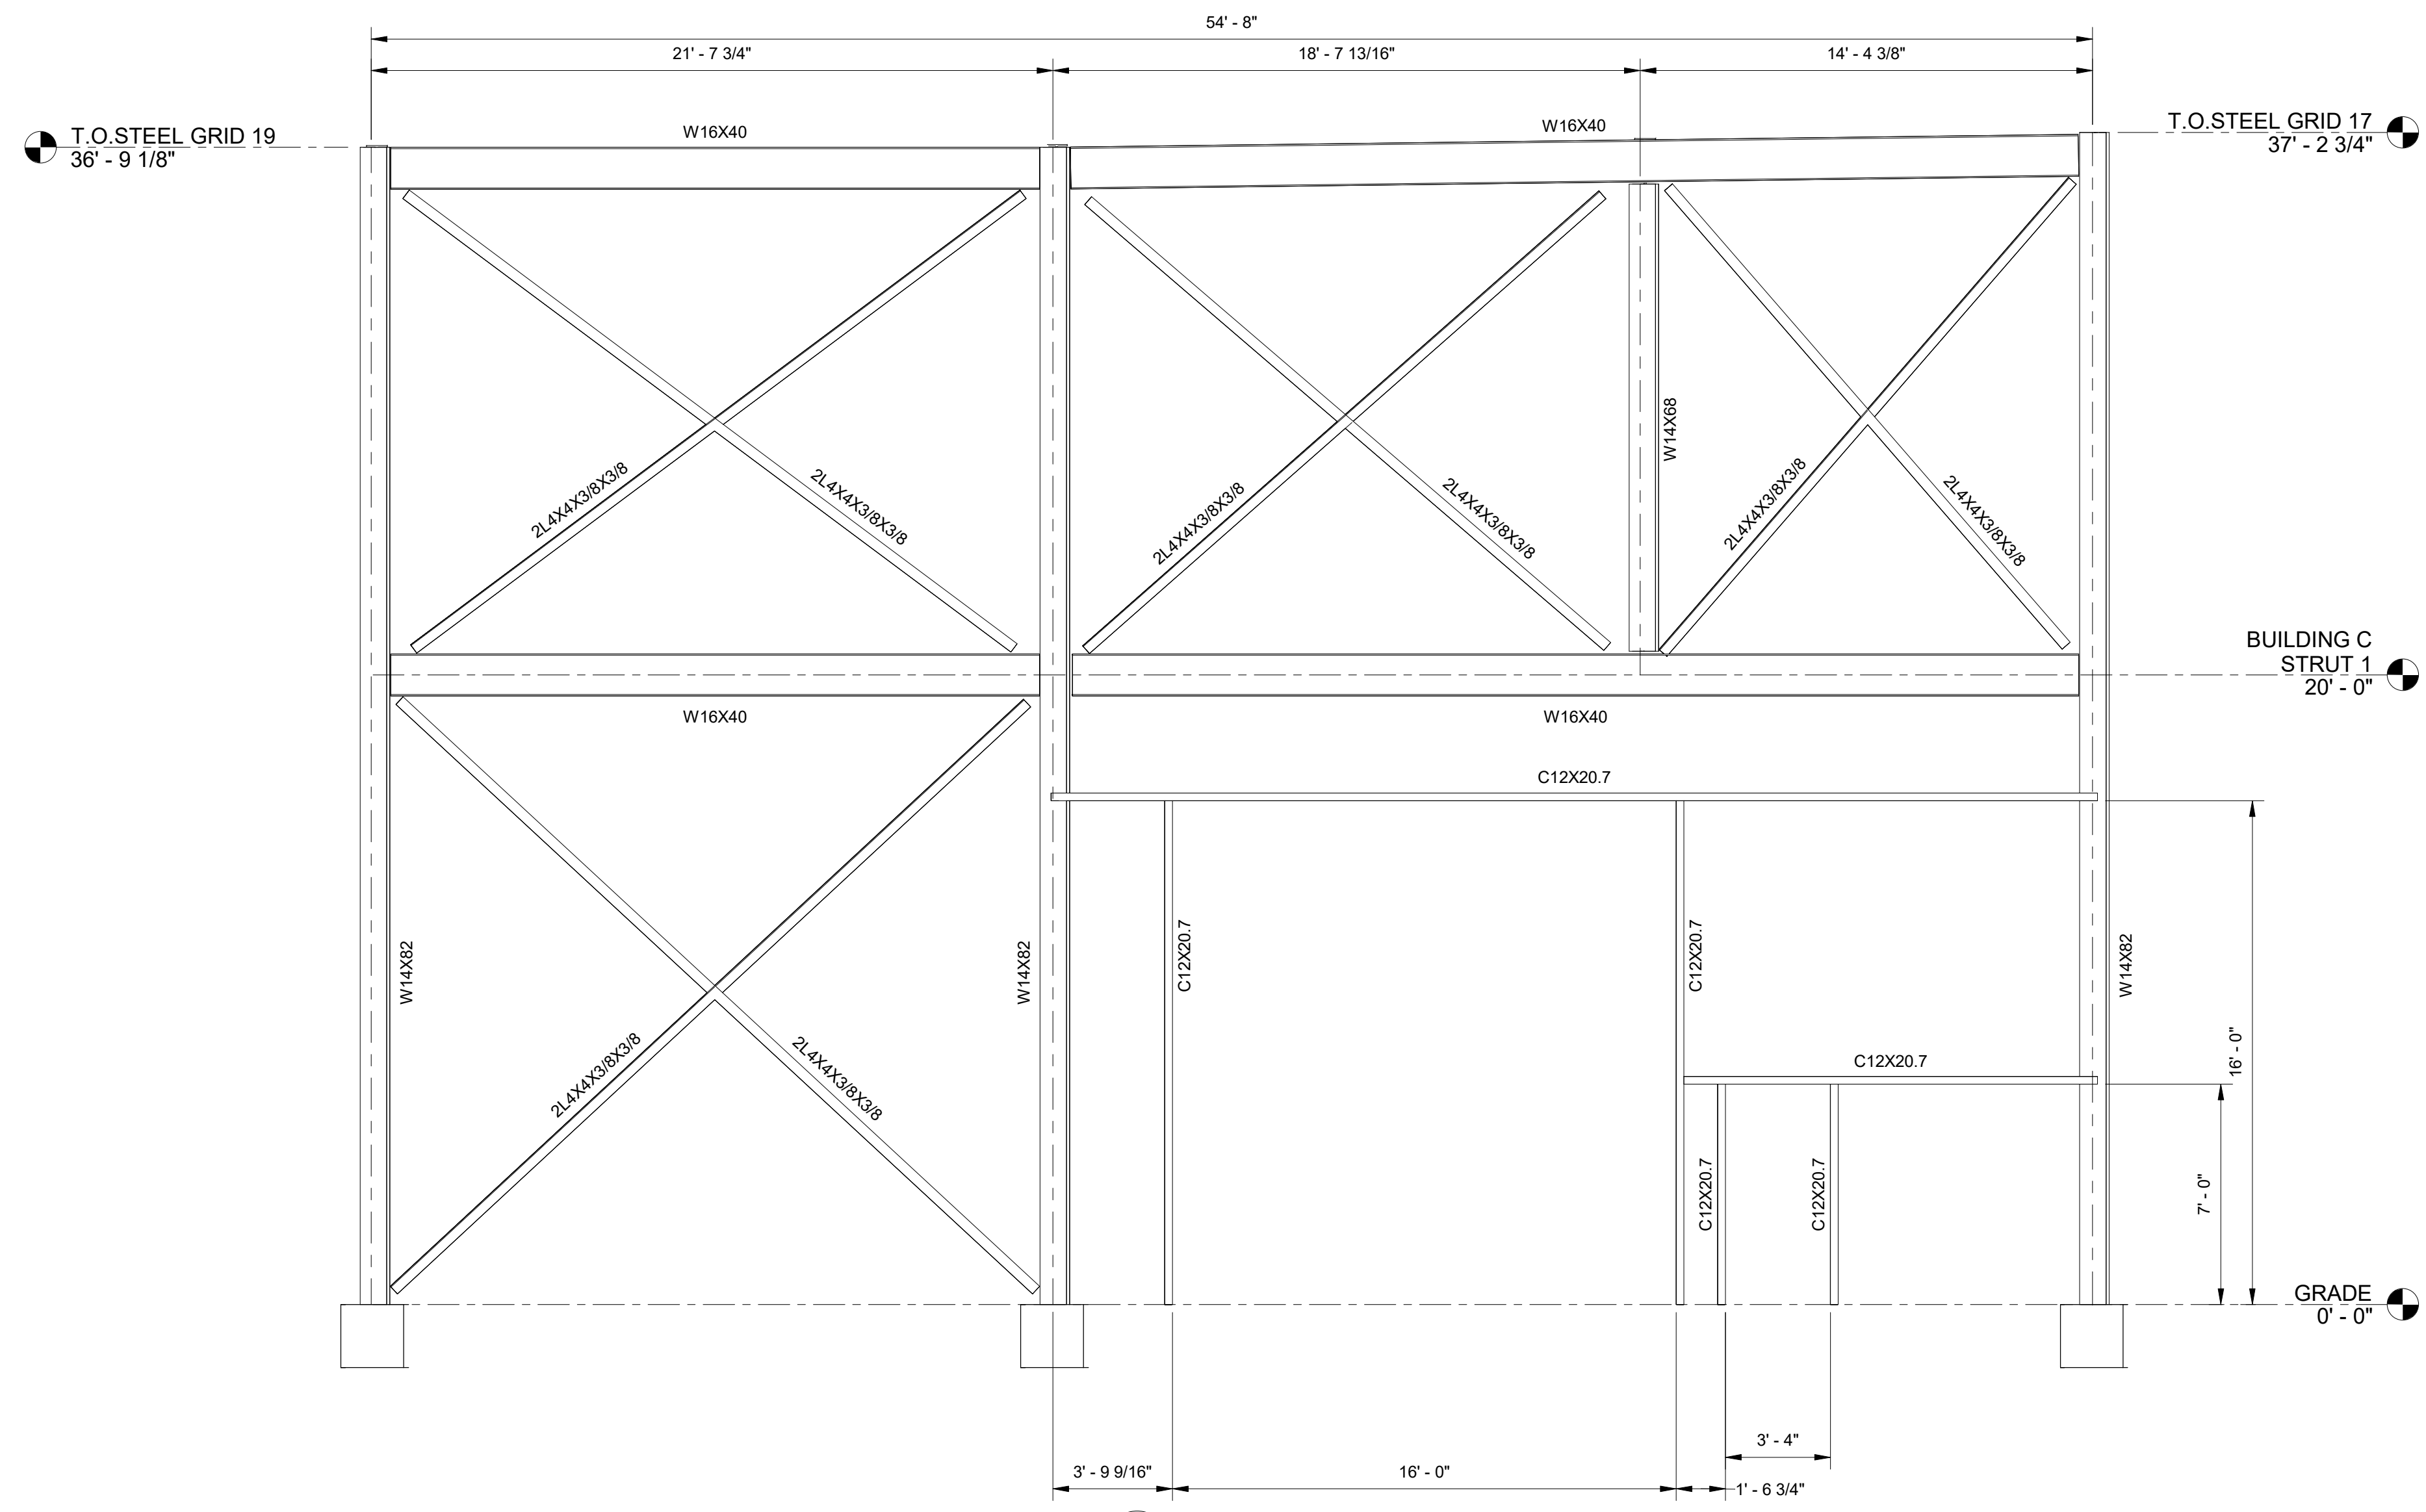 54' - 8"
21' - 7 3/4"
18' - 7 13/16"
14' - 4 3/8"
T.O.STEEL GRID 19
36' - 9 1/8"
W16X40
W16X40
T.O.STEEL GRID 17
37' - 2 3/4"
2L4X4X3/8X3/8
2L4X4X3/8X3/8
2L4X4X3/8X3/8
2L4X4X3/8X3/8
W14X68
2L4X4X3/8X3/8
2L4X4X3/8X3/8
BUILDING C
STRUT 1
20' - 0"
W16X40
W16X40
C12X20.7
W14X82
W14X82
C12X20.7
C12X20.7
W14X82
2L4X4X3/8X3/8
2L4X4X3/8X3/8
C12X20.7
16' - 0"
C12X20.7
C12X20.7
7' - 0"
GRADE
0' - 0"
3' - 4"
3' - 9 9/16"
16' - 0"
1' - 6 3/4"